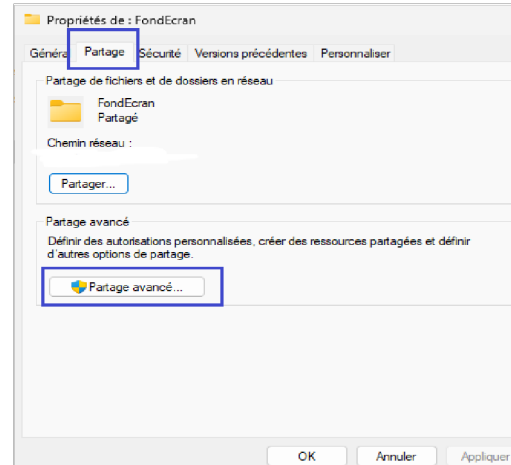 Propriétés de : FondEcran
Général Partage Sécurité Versions précédentes Personnaliser
Partage de fichiers et de dossiers en réseau
FondEcran
Partagé
Chemin réseau :
Partager...
Partage avancé
Définir des autorisations personnalisées, créer des ressources partagées et définir
d'autres options de partage.
Partage avancé...
OK Annuler Appliquer